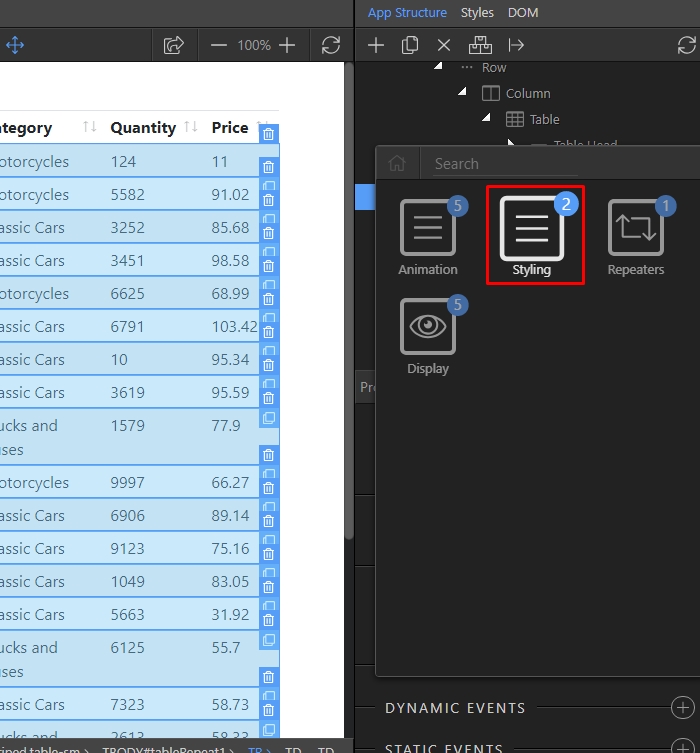 App Structure Styles DOM
100%
Row
Column
Table
Table Head
ategory Quantity Price
otorcycles 124 11
otorcycles 5582 91.02
assic Cars 3252 85.68
assic Cars 3451 98.58
otorcycles 6625 68.99
assic Cars 6791 103.42
assic Cars 10 95.34
assic Cars 3619 95.59
ucks and 1579 77.9
ses
otorcycles 9997 66.27
assic Cars 6906 89.14
assic Cars 9123 75.16
assic Cars 1049 83.05
assic Cars 5663 31.92
ucks and 6125 55.7
ses
assic Cars 7323 58.73
ucks and 2613 58.33
riped.table-sm > TBODY#tableRepeat1 > TR > TD TD
Search
5 2 1
Animation Styling Repeaters
5
Display
Pr
DYNAMIC EVENTS
STATIC EVENTS